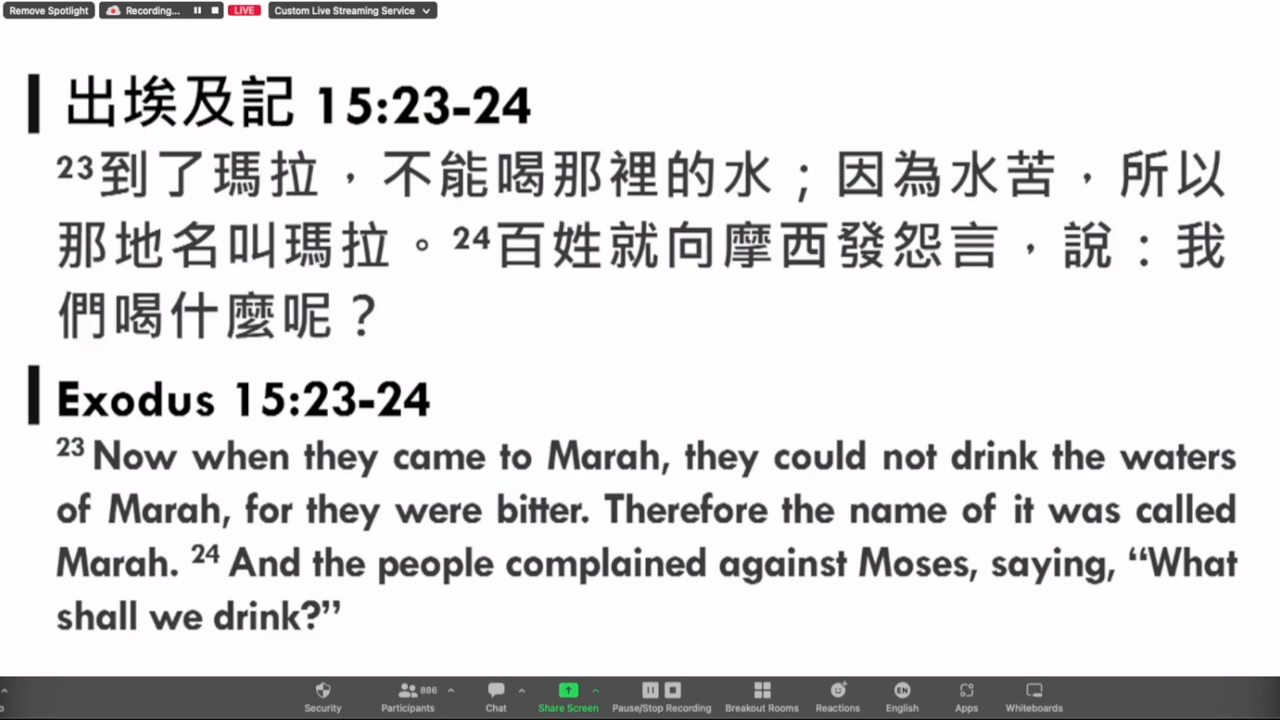 Remove Spotlight Recording... LIVE Custom Live Streaming Service
出埃及記 15:23-24
23到了瑪拉，不能喝那裡的水；因為水苦，所以
那地名叫瑪拉。24百姓就向摩西發怨言，說：我
們喝什麼呢？
Exodus 15:23-24
23 Now when they came to Marah, they could not drink the waters
of Marah, for they were bitter. Therefore the name of it was called
Marah. 24 And the people complained against Moses, saying, “What
shall we drink?”
886
Security Participants Chat Share Screen Pause/Stop Recording Breakout Rooms Reactions EN English Apps Whiteboards